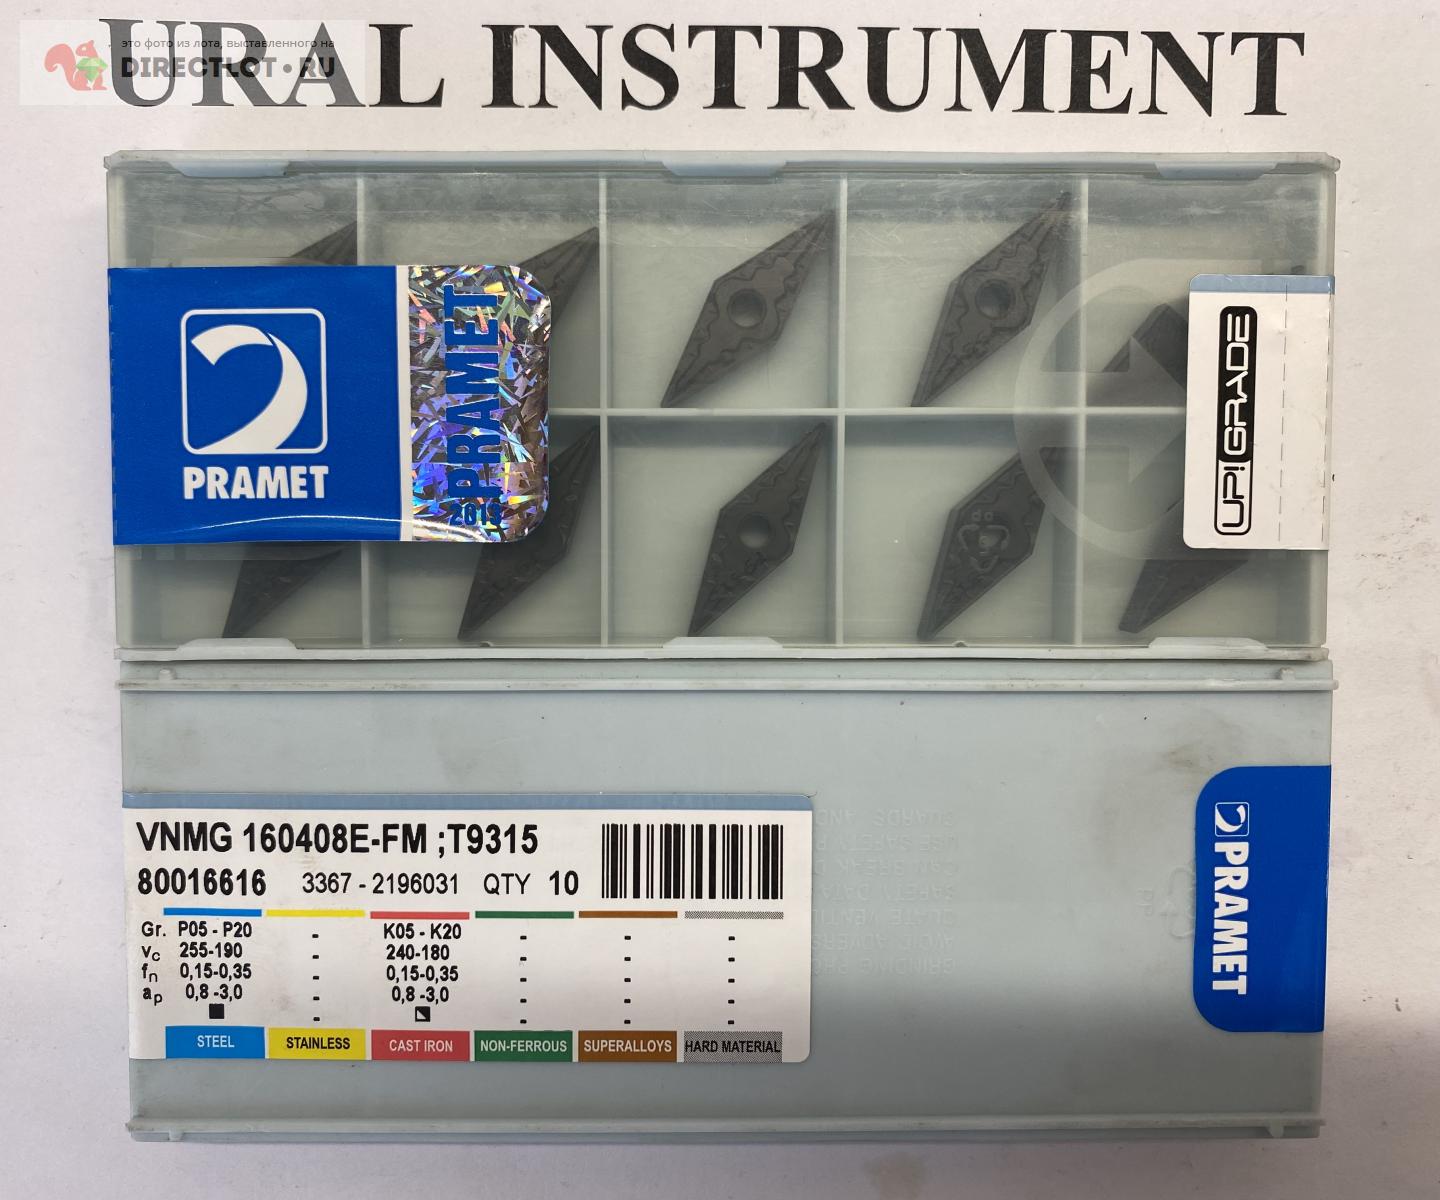 URAL INSTRUMENT
это фото из лота, выставленного на
DIRECTLOT•RU
PRAMET
PRAMET
2013
UP!GRADE
VNMG 160408E-FM ;T9315
80016616 3367 - 2196031 QTY 10
Gr. P05 - P20 - K05 - K20 - - -
vc 255-190 - 240-180 - - -
fn 0,15-0,35 - 0,15-0,35 - - -
ap 0,8 -3,0 - 0,8 -3,0 - - -
- - - -
STEEL STAINLESS CAST IRON NON-FERROUS SUPERALLOYS HARD MATERIAL
PRAMET